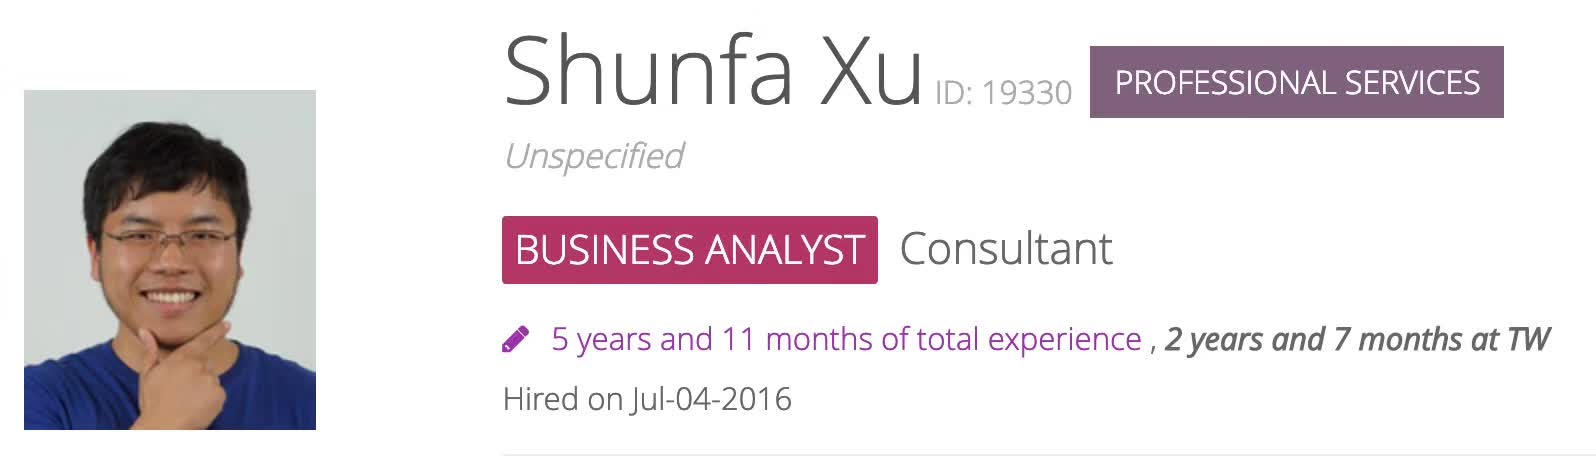 Shunfa Xu ID: 19330 PROFESSIONAL SERVICES
Unspecified
BUSINESS ANALYST Consultant
5 years and 11 months of total experience , 2 years and 7 months at TW
Hired on Jul-04-2016